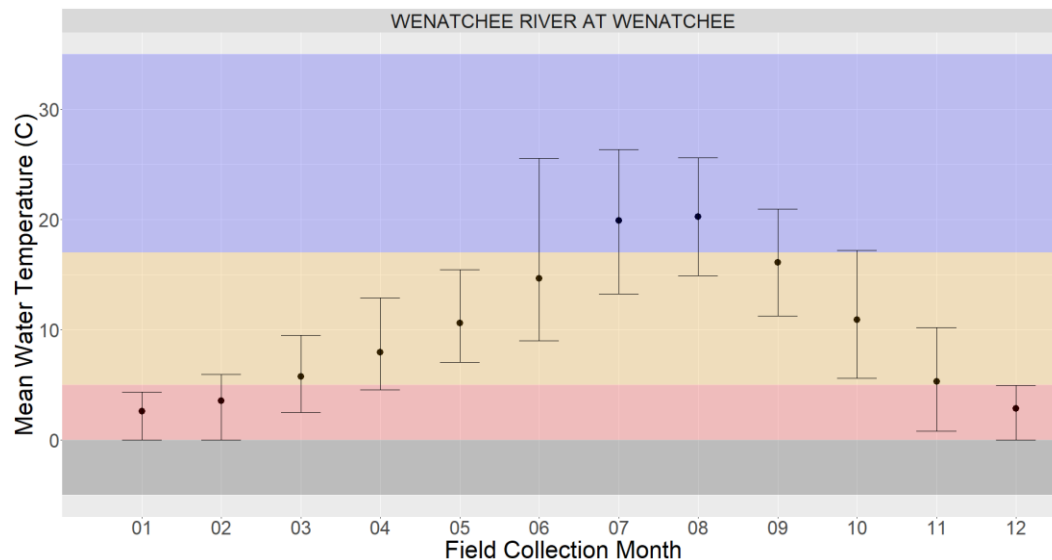 WENATCHEE RIVER AT WENATCHEE
Mean Water Temperature (C)
30
20
10
0
01 02 03 04 05 06 07 08 09 10 11 12
Field Collection Month